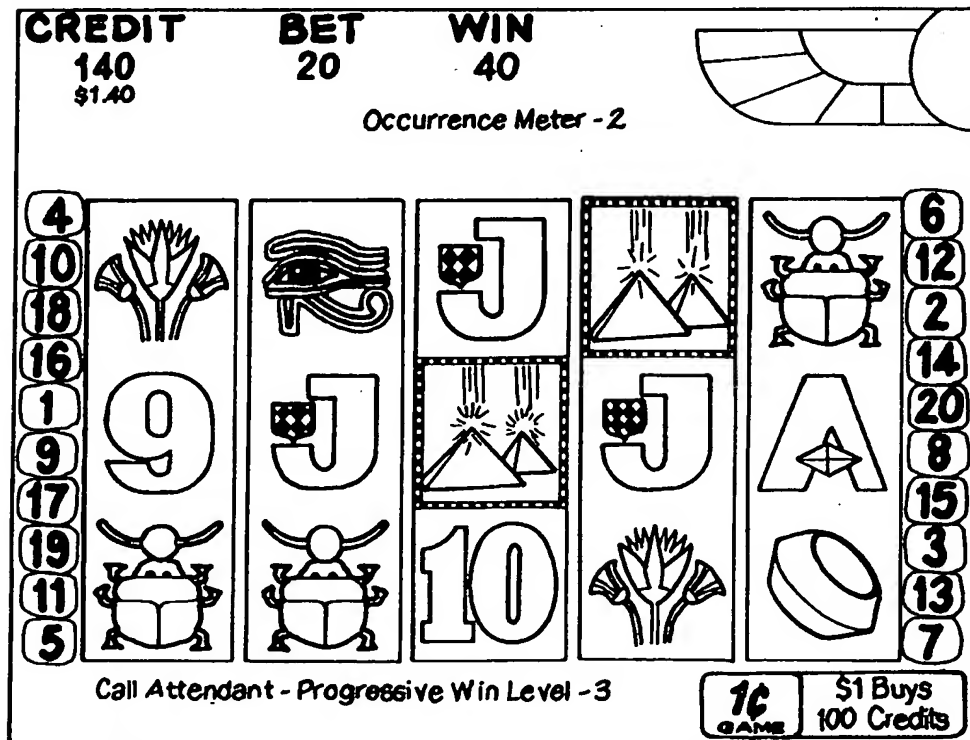 CREDIT BET WIN
140 20 40
$1.40
Occurrence Meter - 2
4 6
10 12
18 2
16 14
1 20
9 8
17 15
19 3
11 13
5 7
J
9 J J A
10
Call Attendant - Progressive Win Level - 3
1¢ $1 Buys
GAME 100 Credits